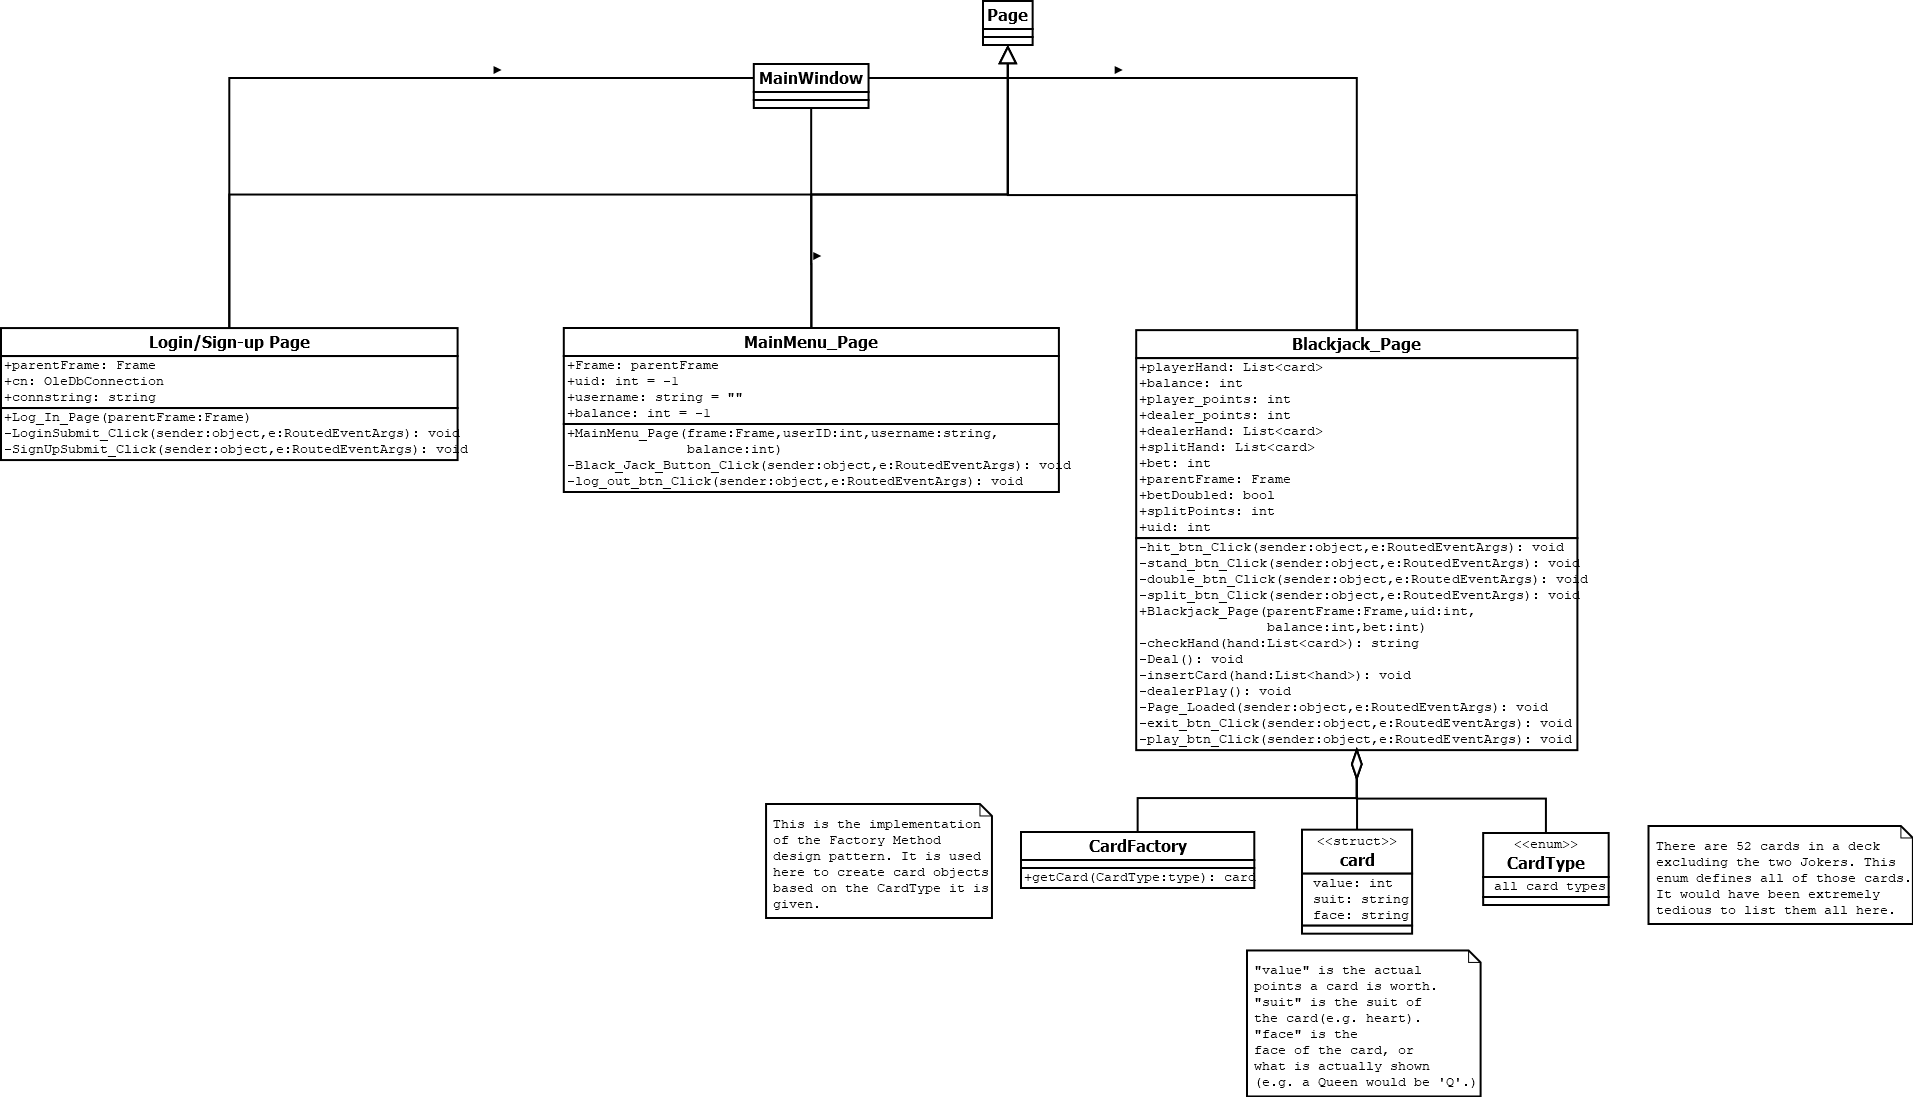 Page
MainWindow
Login/Sign-up Page
+parentFrame: Frame
+cn: OleDbConnection
+connstring: string
+Log_In_Page(parentFrame:Frame)
-LoginSubmit_Click(sender:object,e:RoutedEventArgs): void
-SignUpSubmit_Click(sender:object,e:RoutedEventArgs): void
MainMenu_Page
+Frame: parentFrame
+uid: int = -1
+username: string = ""
+balance: int = -1
+MainMenu_Page(frame:Frame,userID:int,username:string,
balance:int)
-Black_Jack_Button_Click(sender:object,e:RoutedEventArgs): void
-log_out_btn_Click(sender:object,e:RoutedEventArgs): void
Blackjack_Page
+playerHand: List<card>
+balance: int
+player_points: int
+dealer_points: int
+dealerHand: List<card>
+splitHand: List<card>
+bet: int
+parentFrame: Frame
+betDoubled: bool
+splitPoints: int
+uid: int
-hit_btn_Click(sender:object,e:RoutedEventArgs): void
-stand_btn_Click(sender:object,e:RoutedEventArgs): void
-double_btn_Click(sender:object,e:RoutedEventArgs): void
-split_btn_Click(sender:object,e:RoutedEventArgs): void
+Blackjack_Page(parentFrame:Frame,uid:int,
balance:int,bet:int)
-checkHand(hand:List<card>): string
-Deal(): void
-insertCard(hand:List<hand>): void
-dealerPlay(): void
-Page_Loaded(sender:object,e:RoutedEventArgs): void
-exit_btn_Click(sender:object,e:RoutedEventArgs): void
-play_btn_Click(sender:object,e:RoutedEventArgs): void
This is the implementation
of the Factory Method
design pattern. It is used
here to create card objects
based on the CardType it is
given.
CardFactory
+getCard(CardType:type): card
<<struct>>
card
value: int
suit: string
face: string
<<enum>>
CardType
all card types
There are 52 cards in a deck
excluding the two Jokers. This
enum defines all of those cards.
It would have been extremely
tedious to list them all here.
"value" is the actual
points a card is worth.
"suit" is the suit of
the card(e.g. heart).
"face" is the
face of the card, or
what is actually shown
(e.g. a Queen would be 'Q'.)